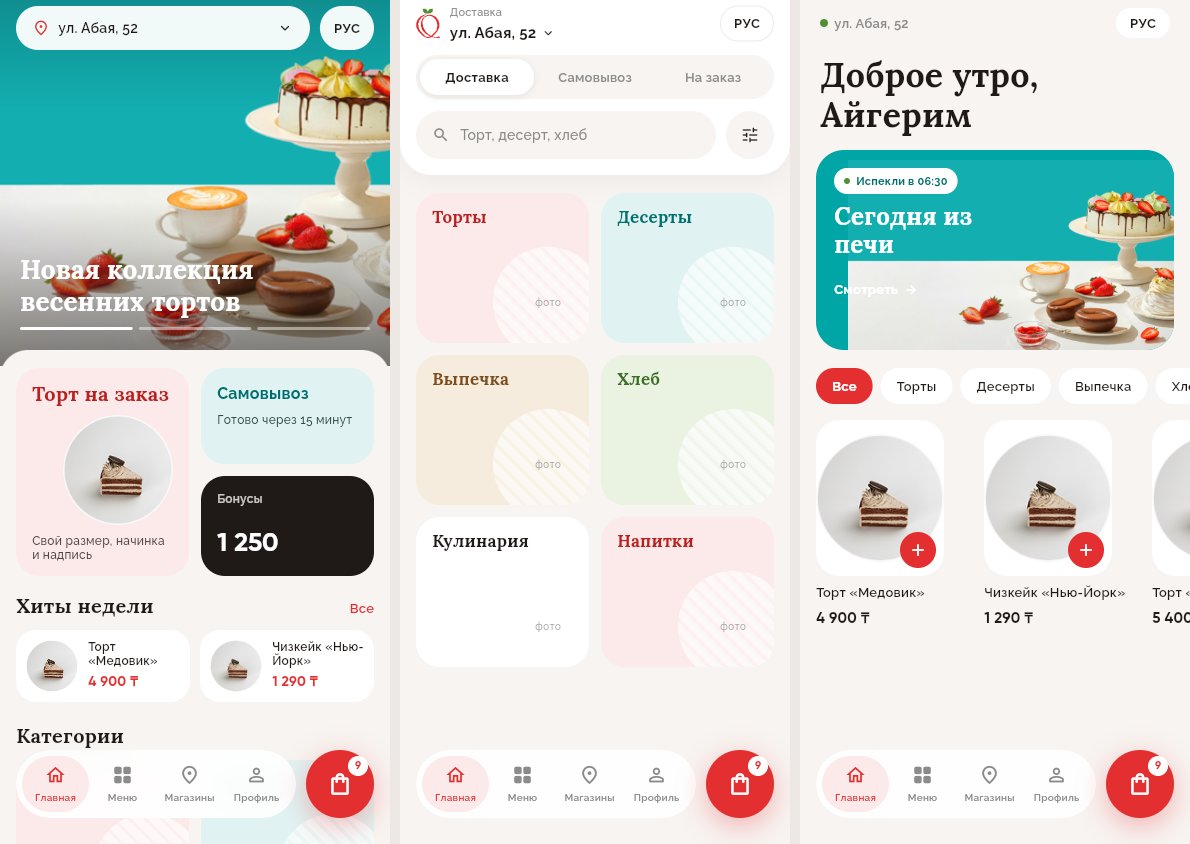 ул. Абая, 52
РУС
Новая коллекция
весенних тортов
Торт на заказ
Свой размер, начинка
и надпись
Самовывоз
Готово через 15 минут
Бонусы
1 250
Хиты недели
Все
Торт
«Медовик»
4 900 ₸
Чизкейк «Нью-
Йорк»
1 290 ₸
Категории
Главная
Меню
Магазины
Профиль
9
Доставка
ул. Абая, 52
РУС
Доставка
Самовывоз
На заказ
Торт, десерт, хлеб
Торты
фото
Десерты
фото
Выпечка
фото
Хлеб
фото
Кулинария
фото
Напитки
фото
Главная
Меню
Магазины
Профиль
9
ул. Абая, 52
РУС
Доброе утро,
Айгерим
Испекли в 06:30
Сегодня из
печи
Смотреть →
Все
Торты
Десерты
Выпечка
Хле
Торт «Медовик»
4 900 ₸
Чизкейк «Нью-Йорк»
1 290 ₸
Торт «
5 400
Главная
Меню
Магазины
Профиль
9